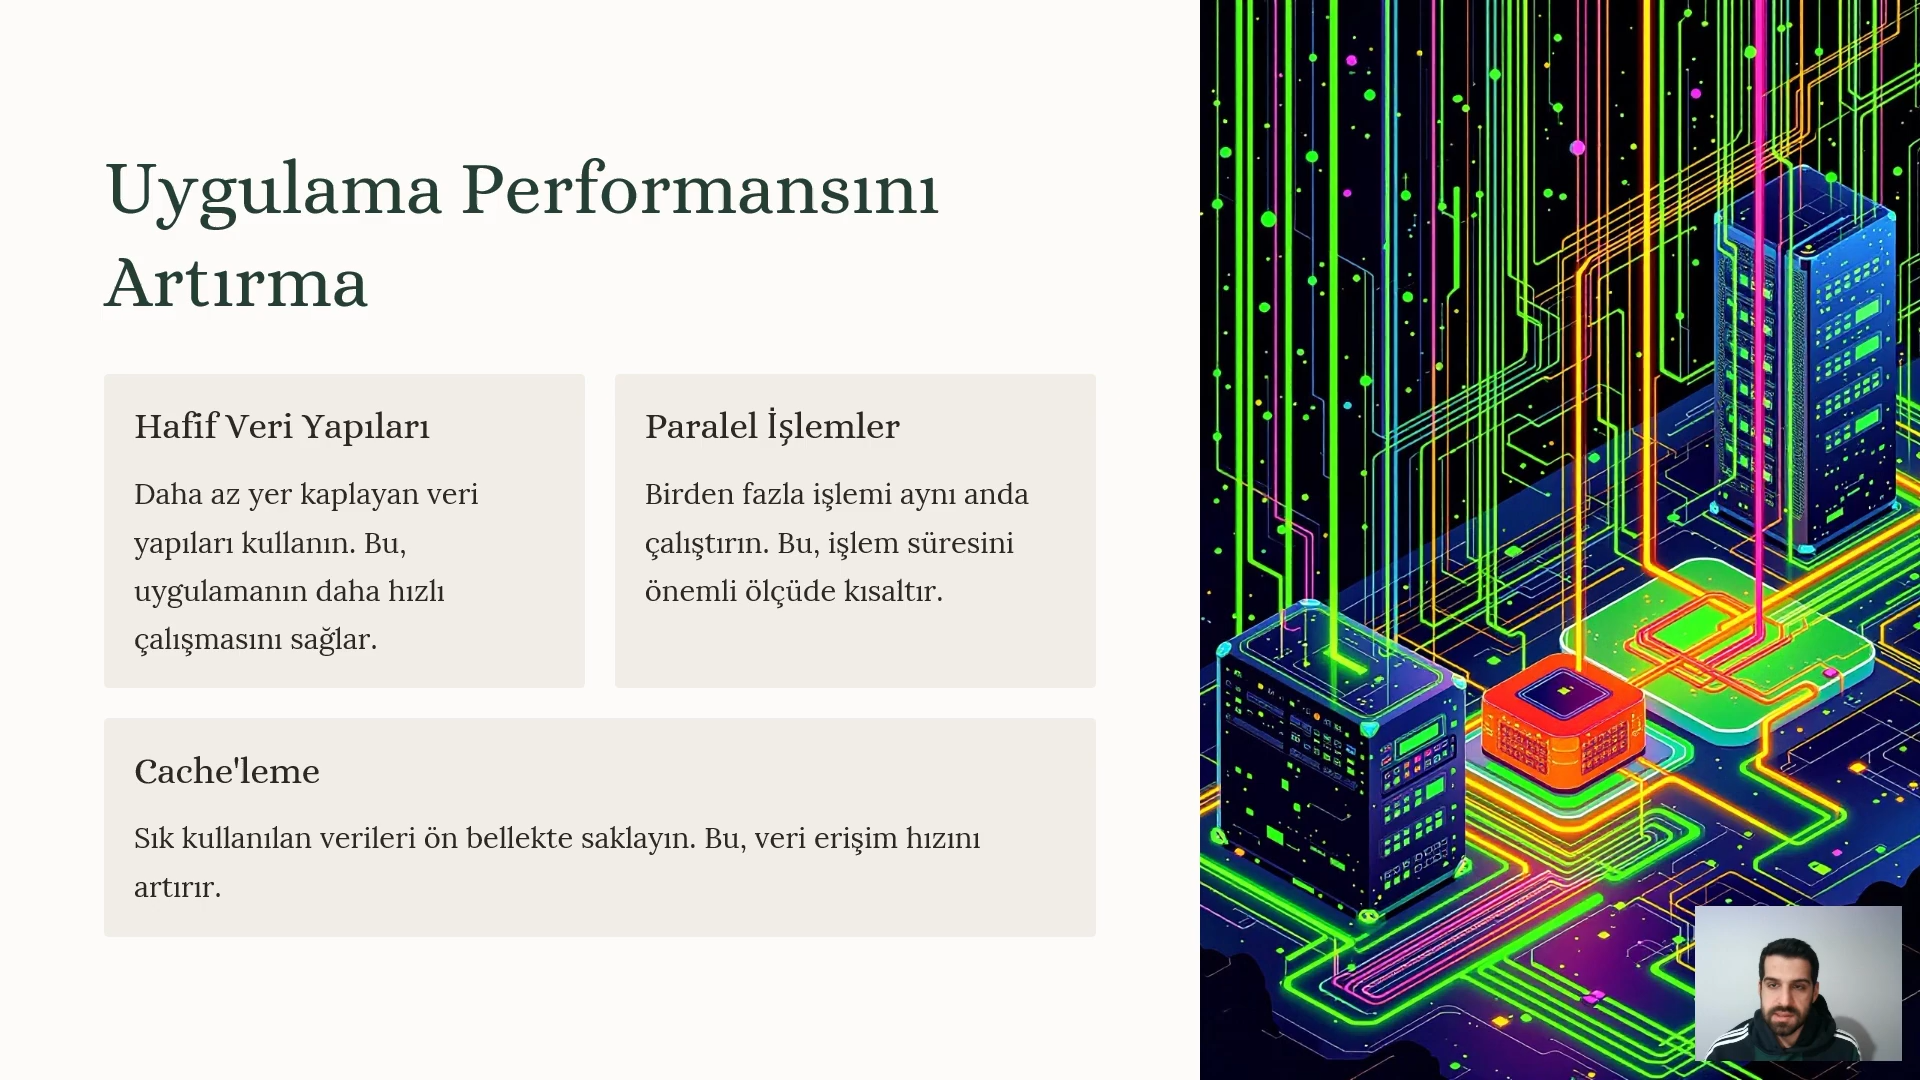 Uygulama Performansını
Artırma
Hafif Veri Yapıları
Daha az yer kaplayan veri
yapıları kullanın. Bu,
uygulamanın daha hızlı
çalışmasını sağlar.
Paralel İşlemler
Birden fazla işlemi aynı anda
çalıştırın. Bu, işlem süresini
önemli ölçüde kısaltır.
Cache'leme
Sık kullanılan verileri ön bellekte saklayın. Bu, veri erişim hızını
artırır.